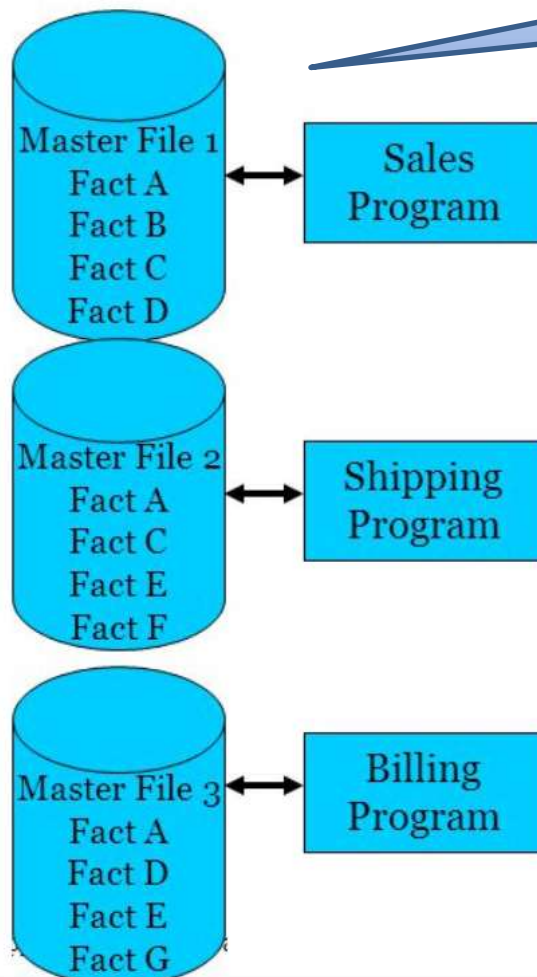 Master File 1
Fact A
Fact B
Fact C
Fact D
Sales
Program
Master File 2
Fact A
Fact C
Fact E
Fact F
Shipping
Program
Master File 3
Fact A
Fact D
Fact E
Fact G
Billing
Program